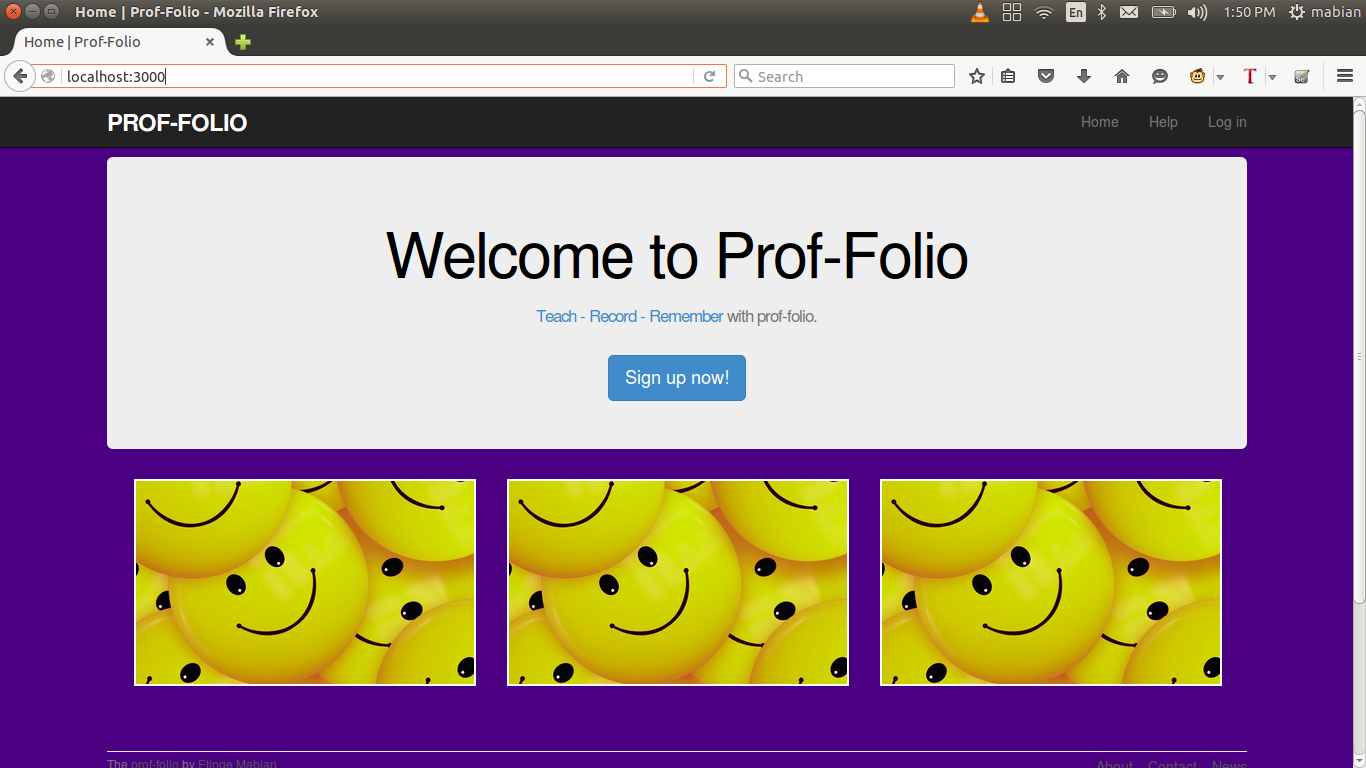 Home | Prof-Folio - Mozilla Firefox
En
1:50 PM
mabian
Home | Prof-Folio
localhost:3000
Search
PROF-FOLIO
Home
Help
Log in
Welcome to Prof-Folio
Teach - Record - Remember with prof-folio.
Sign up now!
The prof-folio by Etinge Mabian
About
Contact
News